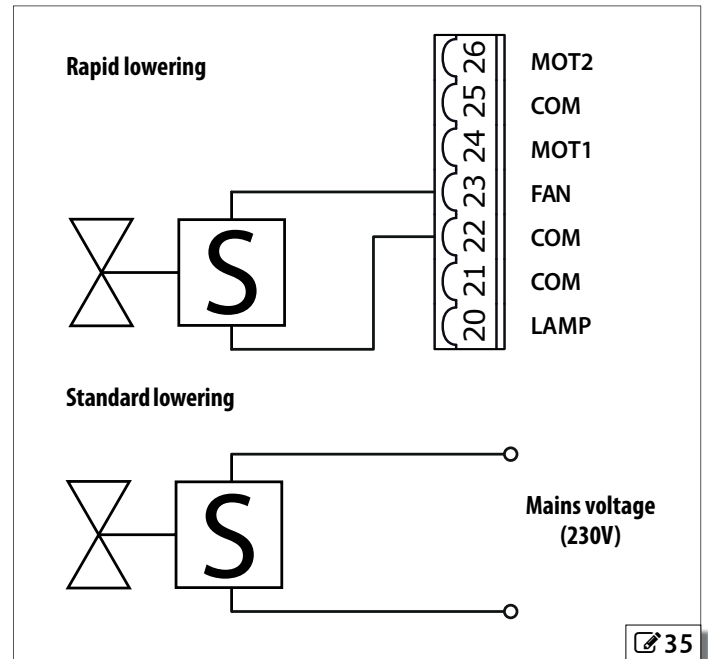 Rapid lowering
26 MOT2
25 COM
24 MOT1
23 FAN
22 COM
21 COM
20 LAMP
S
Standard lowering
S
Mains voltage
(230V)
35